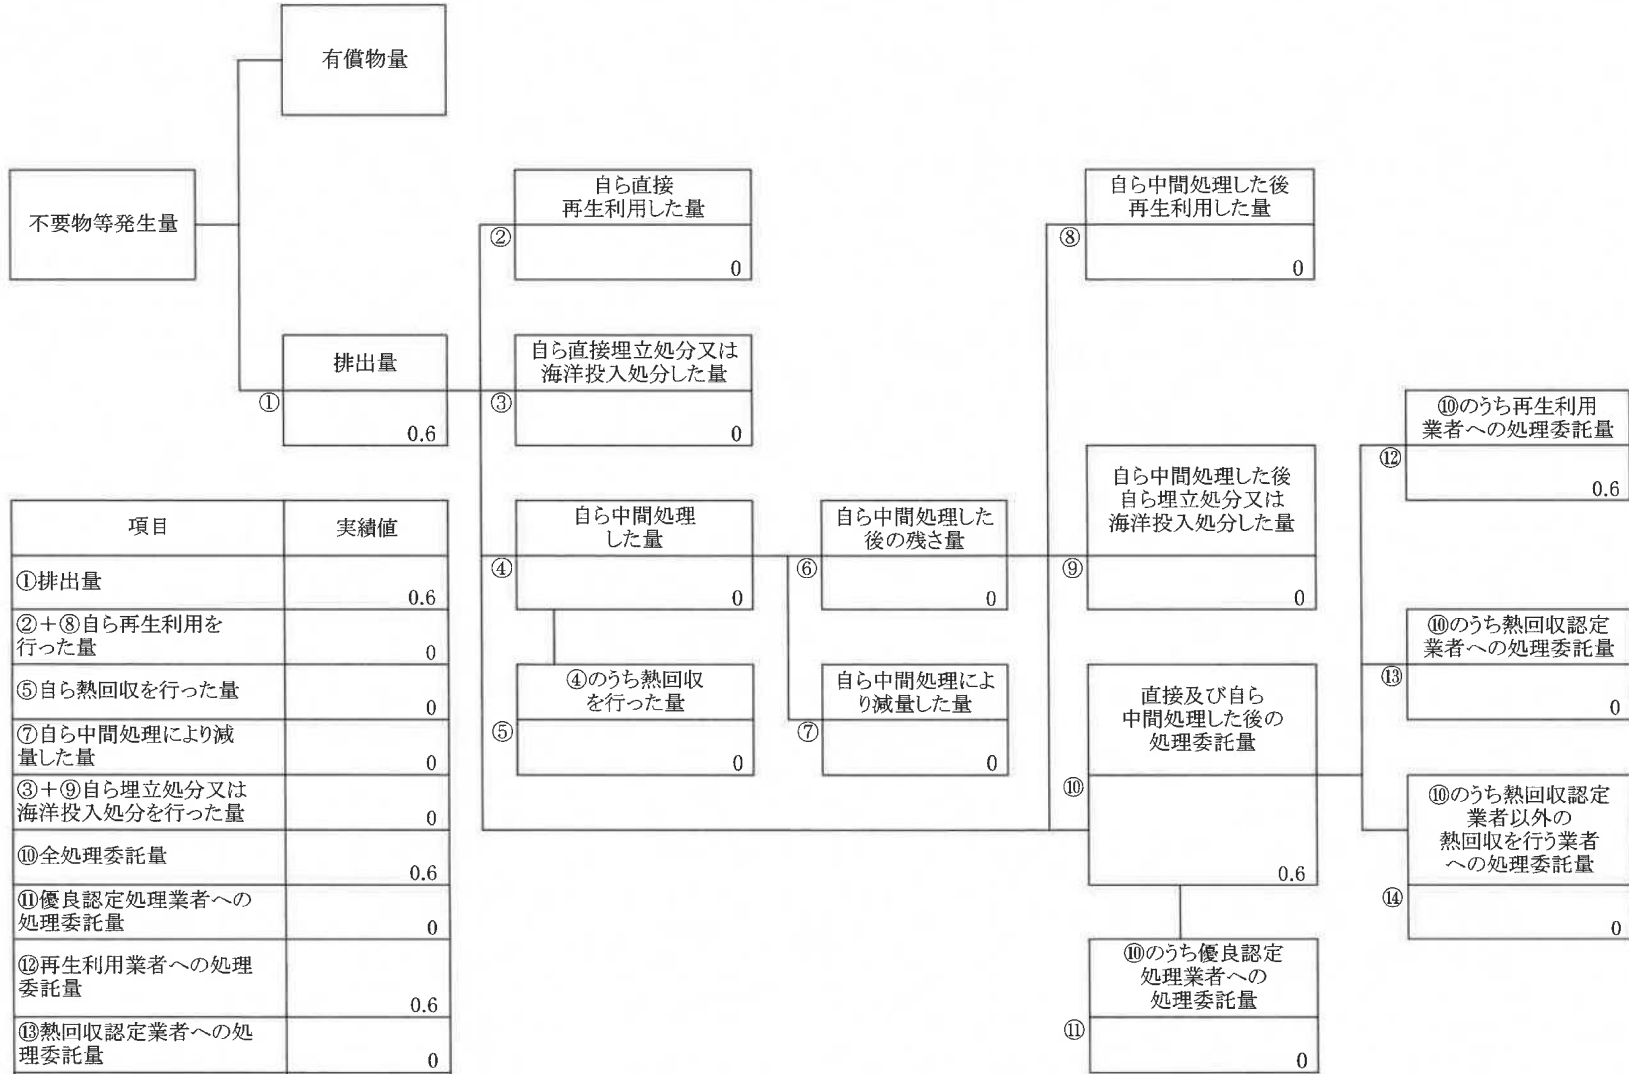 有償物量
不要物等発生量
自ら直接
再生利用した量
②
0
自ら中間処理した後
再生利用した量
⑧
0
排出量
①
0.6
自ら直接埋立処分又は
海洋投入処分した量
③
0
⑩のうち再生利用
業者への処理委託量
⑫
0.6
自ら中間処理
した量
④
0
自ら中間処理した
後の残さ量
⑥
0
自ら中間処理した後
自ら埋立処分又は
海洋投入処分した量
⑨
0
④のうち熱回収
を行った量
⑤
0
自ら中間処理によ
り減量した量
⑦
0
直接及び自ら
中間処理した後の
処理委託量
⑩
0.6
⑩のうち熱回収認定
業者への処理委託量
⑬
0
⑩のうち熱回収認定
業者以外の
熱回収を行う業者
への処理委託量
⑭
0
⑩のうち優良認定
処理業者への
処理委託量
⑪
0
項目 実績値
①排出量
0.6
②+⑧自ら再生利用を
行った量 0
⑤自ら熱回収を行った量
0
⑦自ら中間処理により減
量した量 0
③+⑨自ら埋立処分又は
海洋投入処分を行った量 0
⑩全処理委託量
0.6
⑪優良認定処理業者への
処理委託量 0
⑫再生利用業者への処理
委託量 0.6
⑬熱回収認定業者への処
理委託量 0